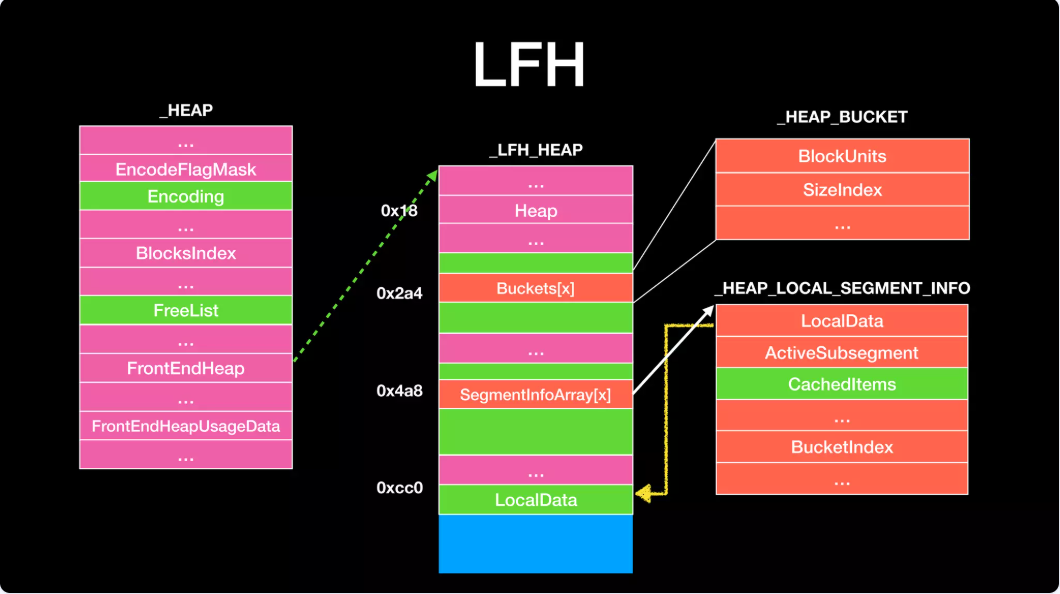 LFH
_HEAP
...
EncodeFlagMask
Encoding
...
BlocksIndex
...
FreeList
...
FrontEndHeap
...
FrontEndHeapUsageData
...
_LFH_HEAP
...
0x18
Heap
...
0x2a4
Buckets[x]
...
0x4a8
SegmentInfoArray[x]
...
0xcc0
LocalData
_HEAP_BUCKET
BlockUnits
SizeIndex
...
_HEAP_LOCAL_SEGMENT_INFO
LocalData
ActiveSubsegment
CachedItems
...
BucketIndex
...